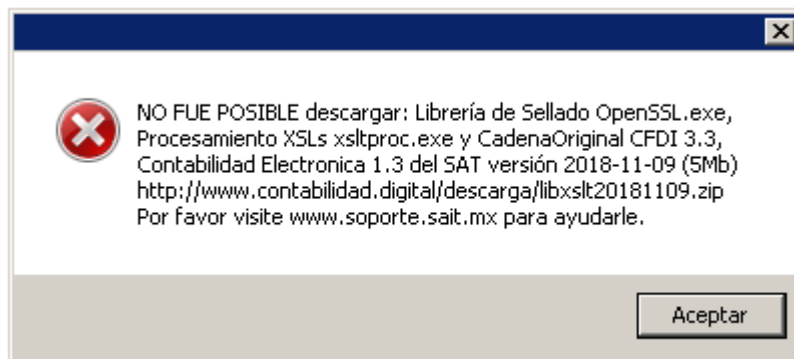 NO FUE POSIBLE descargar: Librería de Sellado OpenSSL.exe,
Procesamiento XSLs xsltproc.exe y CadenaOriginal CFDI 3.3,
Contabilidad Electronica 1.3 del SAT versión 2018-11-09 (5Mb)
http://www.contabilidad.digital/descarga/libxslt20181109.zip
Por favor visite www.soporte.sait.mx para ayudarle.
Aceptar